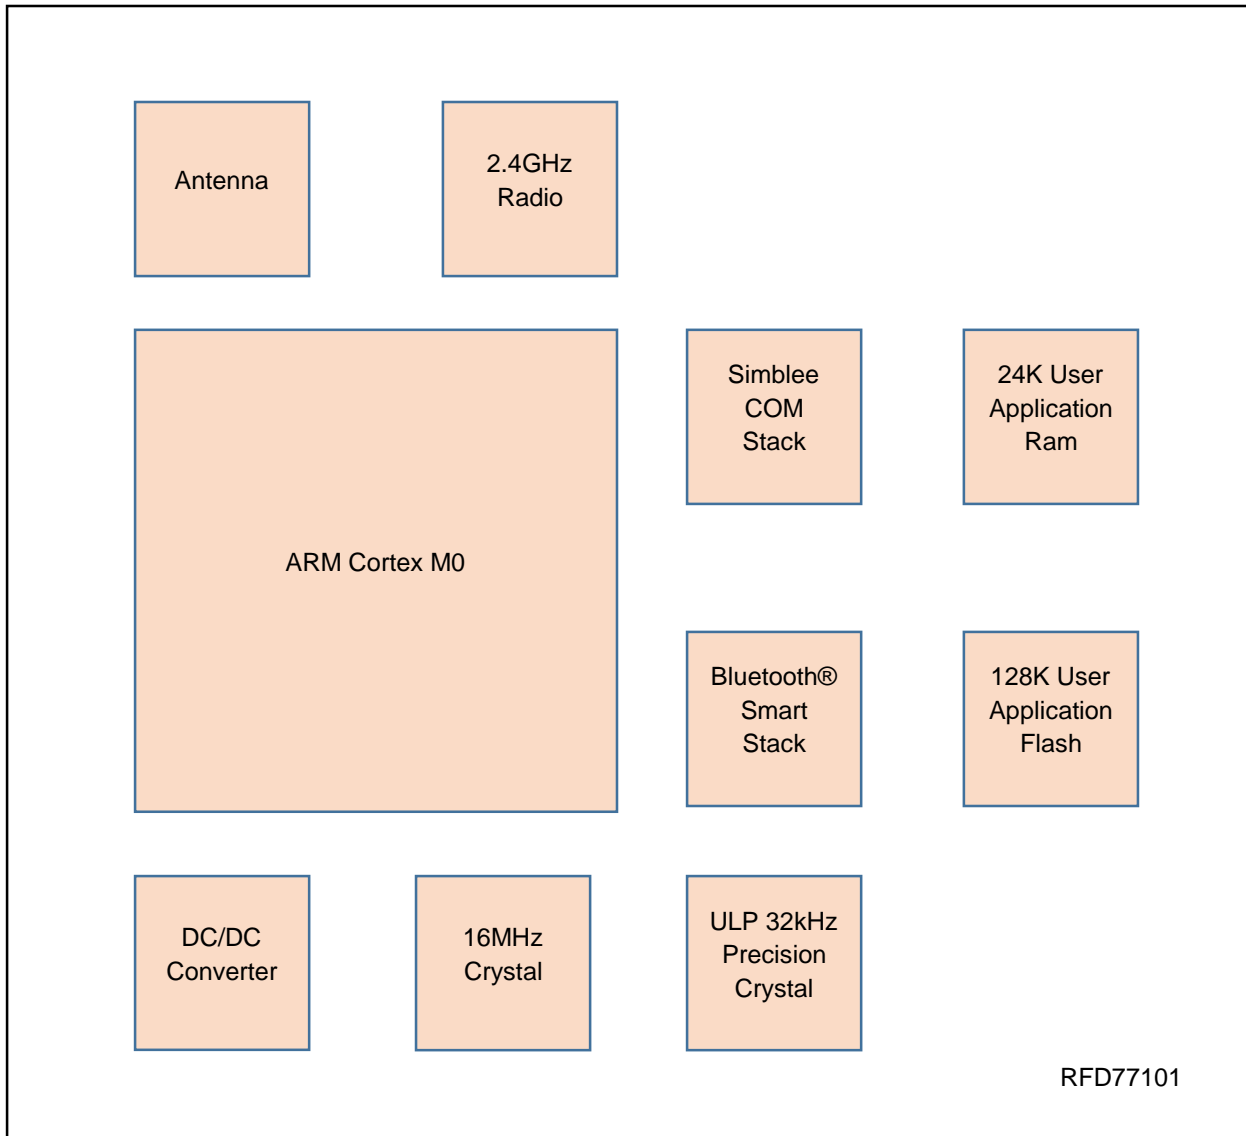 Antenna
2.4GHz
Radio
Simblee
COM
Stack
24K User
Application
Ram
ARM Cortex M0
Bluetooth®
Smart
Stack
128K User
Application
Flash
DC/DC
Converter
16MHz
Crystal
ULP 32kHz
Precision
Crystal
RFD77101